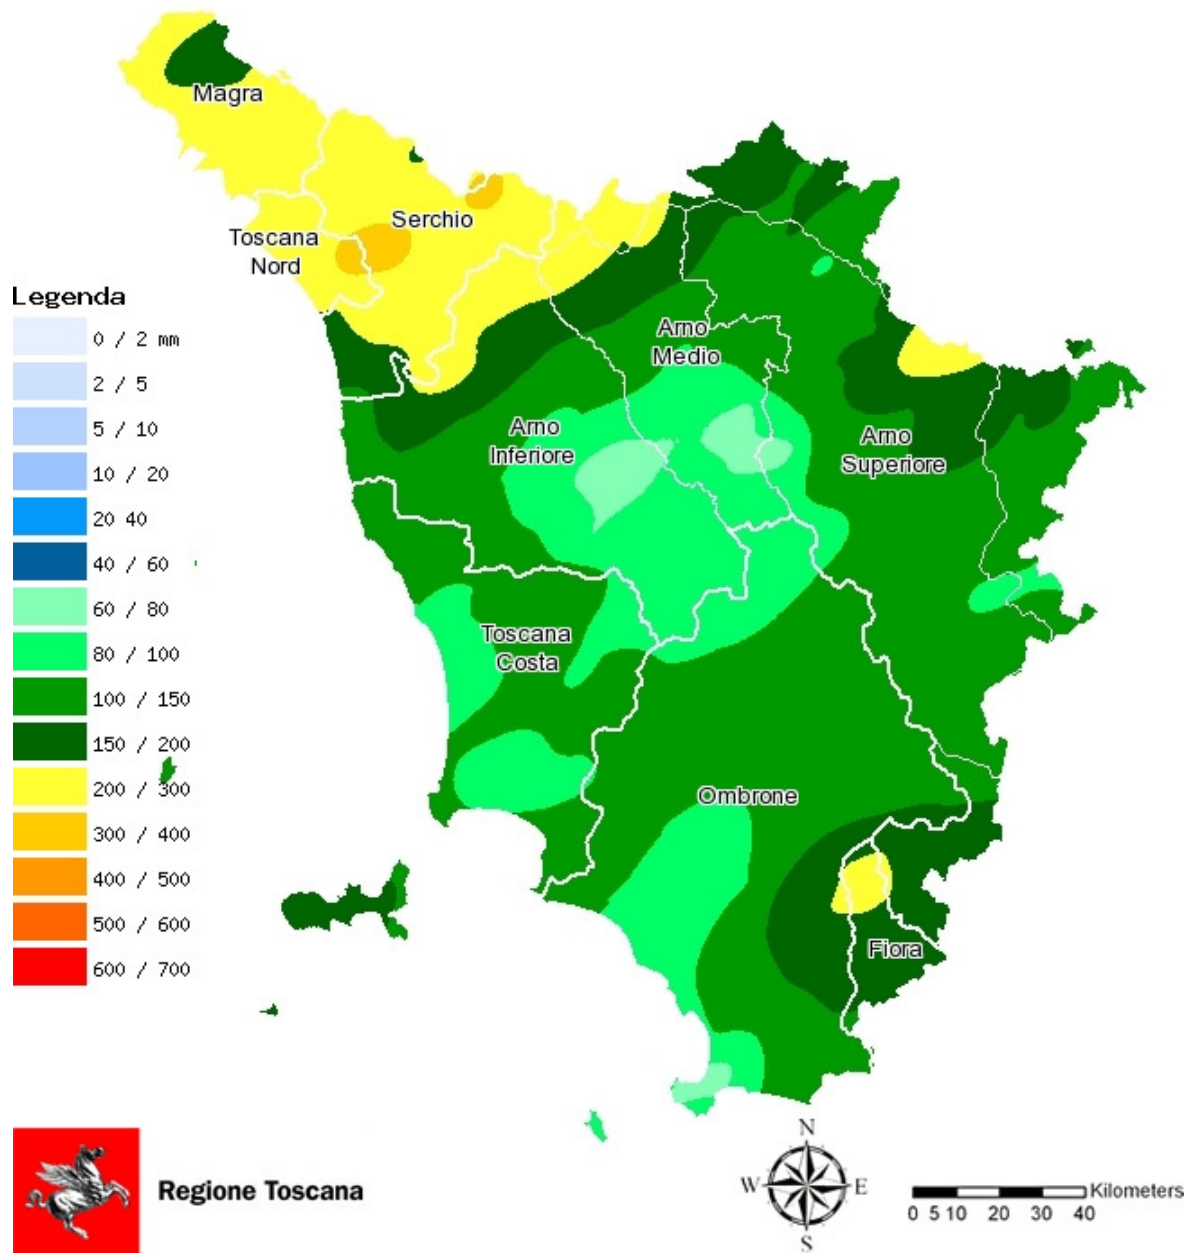 Magra
Serchio
Toscana
Nord
Legenda
0 / 2 mm
2 / 5
5 / 10
10 / 20
20 40
40 / 60
60 / 80
80 / 100
100 / 150
150 / 200
200 / 300
300 / 400
400 / 500
500 / 600
600 / 700
Arno
Medio
Arno
Inferiore
Arno
Superiore
Toscana
Costa
Ombrone
Fiora
Regione Toscana
N
W
E
S
Kilometers
0 5 10 20 30 40